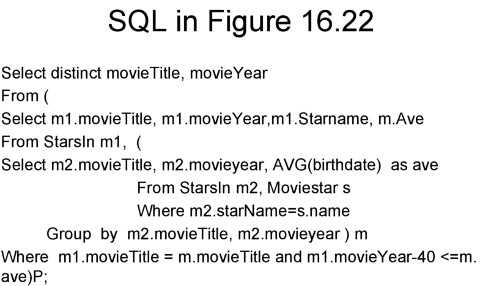 SQL in Figure 16.22
Select distinct movieTitle, movieYear
From (
Select m1.movieTitle, m1.movieYear,m1.Starname, m.Ave
From StarsIn m1, (
Select m2.movieTitle, m2.movieyear, AVG(birthdate) as ave
From StarsIn m2, Moviestar s
Where m2.starName=s.name
Group by m2.movieTitle, m2.movieyear ) m
Where m1.movieTitle = m.movieTitle and m1.movieYear-40 <=m.
ave)P;